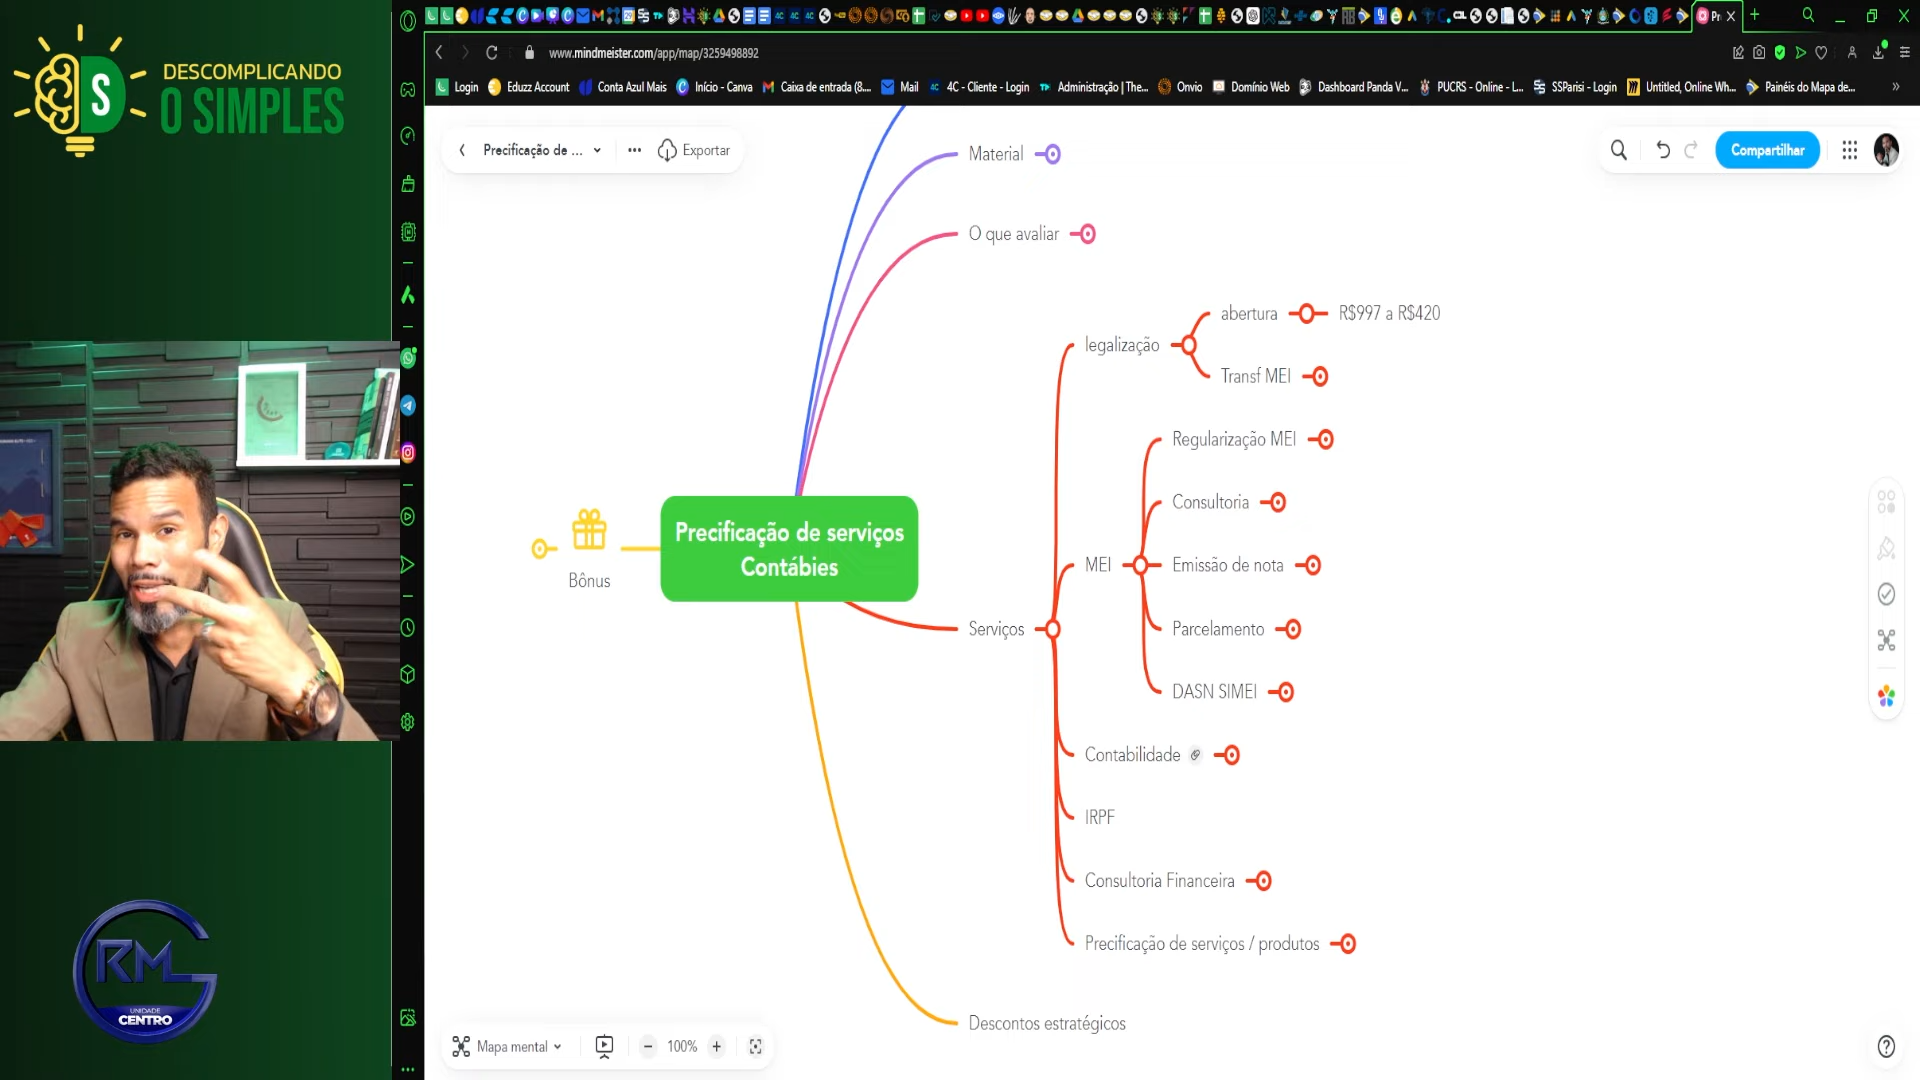 DESCOMPLICANDO
O SIMPLES
S
Pr
www.mindmeister.com/app/map/3259498892
Login
Eduzz Account
Conta Azul Mais
Início - Canva
Caixa de entrada (8....
Mail
4C - Cliente - Login
Administração | The...
Onvio
Domínio Web
Dashboard Panda V...
PUCRS - Online - L...
SSParisi - Login
Untitled, Online Wh...
Painéis do Mapa de...
Precificação de ...
Exportar
Compartilhar
Material
O que avaliar
abertura
R$997 a R$420
legalização
Transf MEI
Regularização MEI
Consultoria
Precificação de serviços
Contábies
Bônus
MEI
Emissão de nota
Serviços
Parcelamento
DASN SIMEI
Contabilidade
IRPF
Consultoria Financeira
Precificação de serviços / produtos
Descontos estratégicos
RMG
UNIDADE
CENTRO
Mapa mental
100%